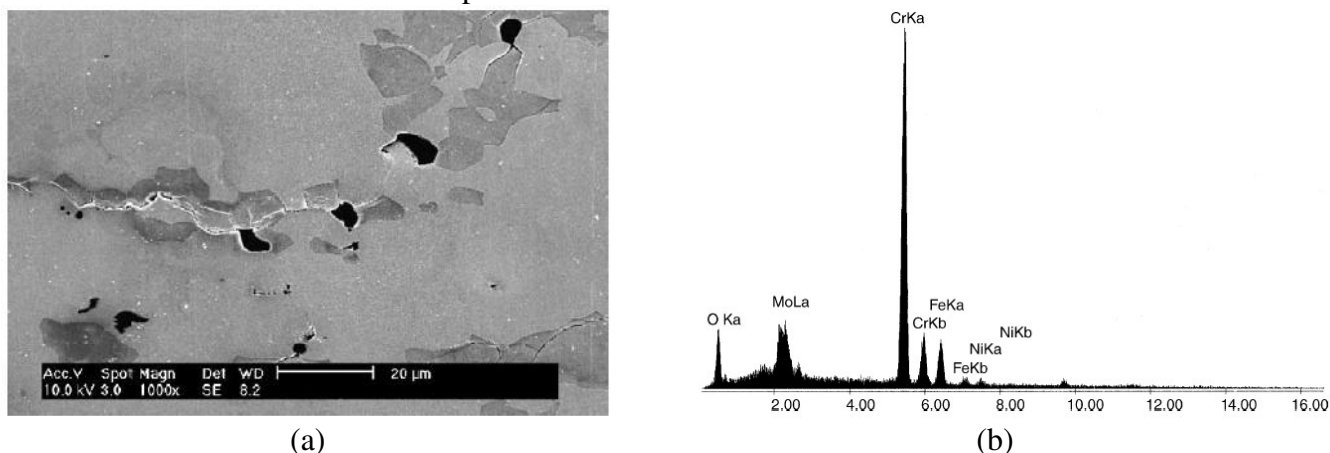 Acc.V Spot Magn Det WD 20 µm
10.0 kV 3.0 1000x SE 8.2
(a)
CrKa
O Ka
MoLa
CrKb
FeKa
FeKb
NiKa
NiKb
2.00 4.00 6.00 8.00 10.00 12.00 14.00 16.00
(b)